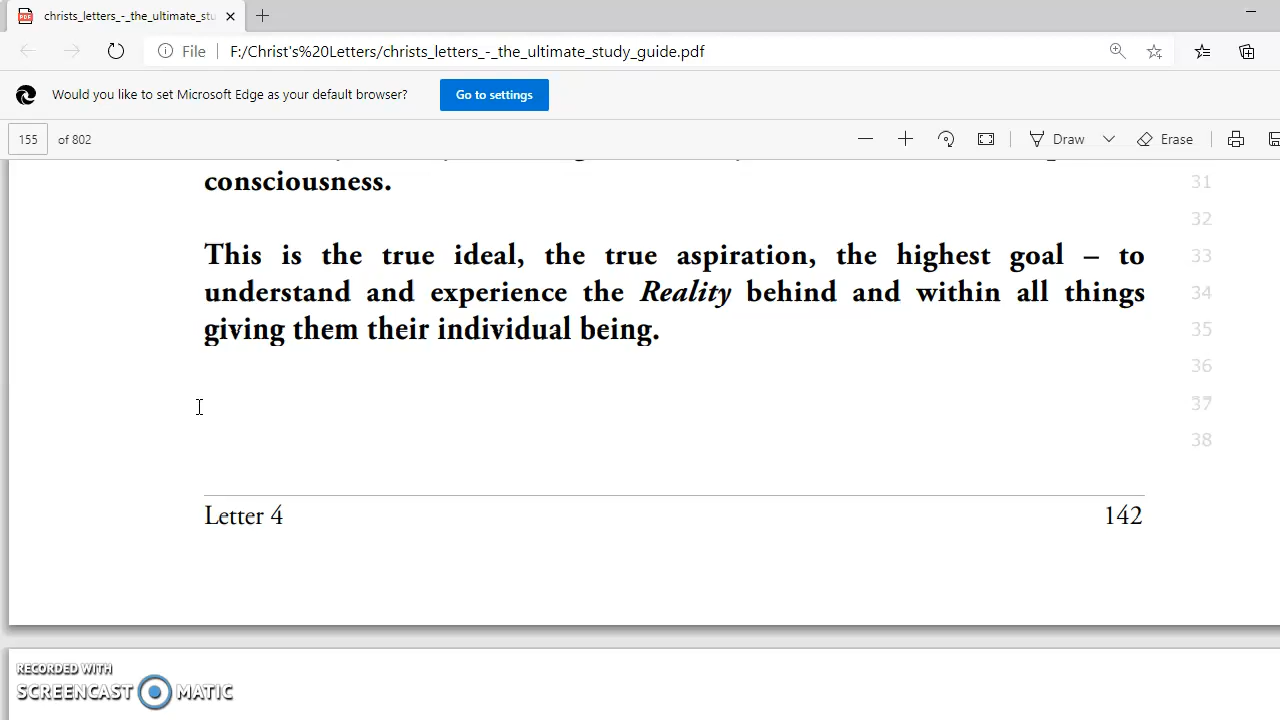 christs_letters_-_the_ultimate_stu
File F:/Christ's%20Letters/christs_letters_-_the_ultimate_study_guide.pdf
Would you like to set Microsoft Edge as your default browser? Go to settings
155 of 802 Draw Erase
consciousness. 31
32
This is the true ideal, the true aspiration, the highest goal – to 33
understand and experience the Reality behind and within all things 34
giving them their individual being. 35
36
37
38
Letter 4 142
RECORDED WITH
SCREENCAST MATIC